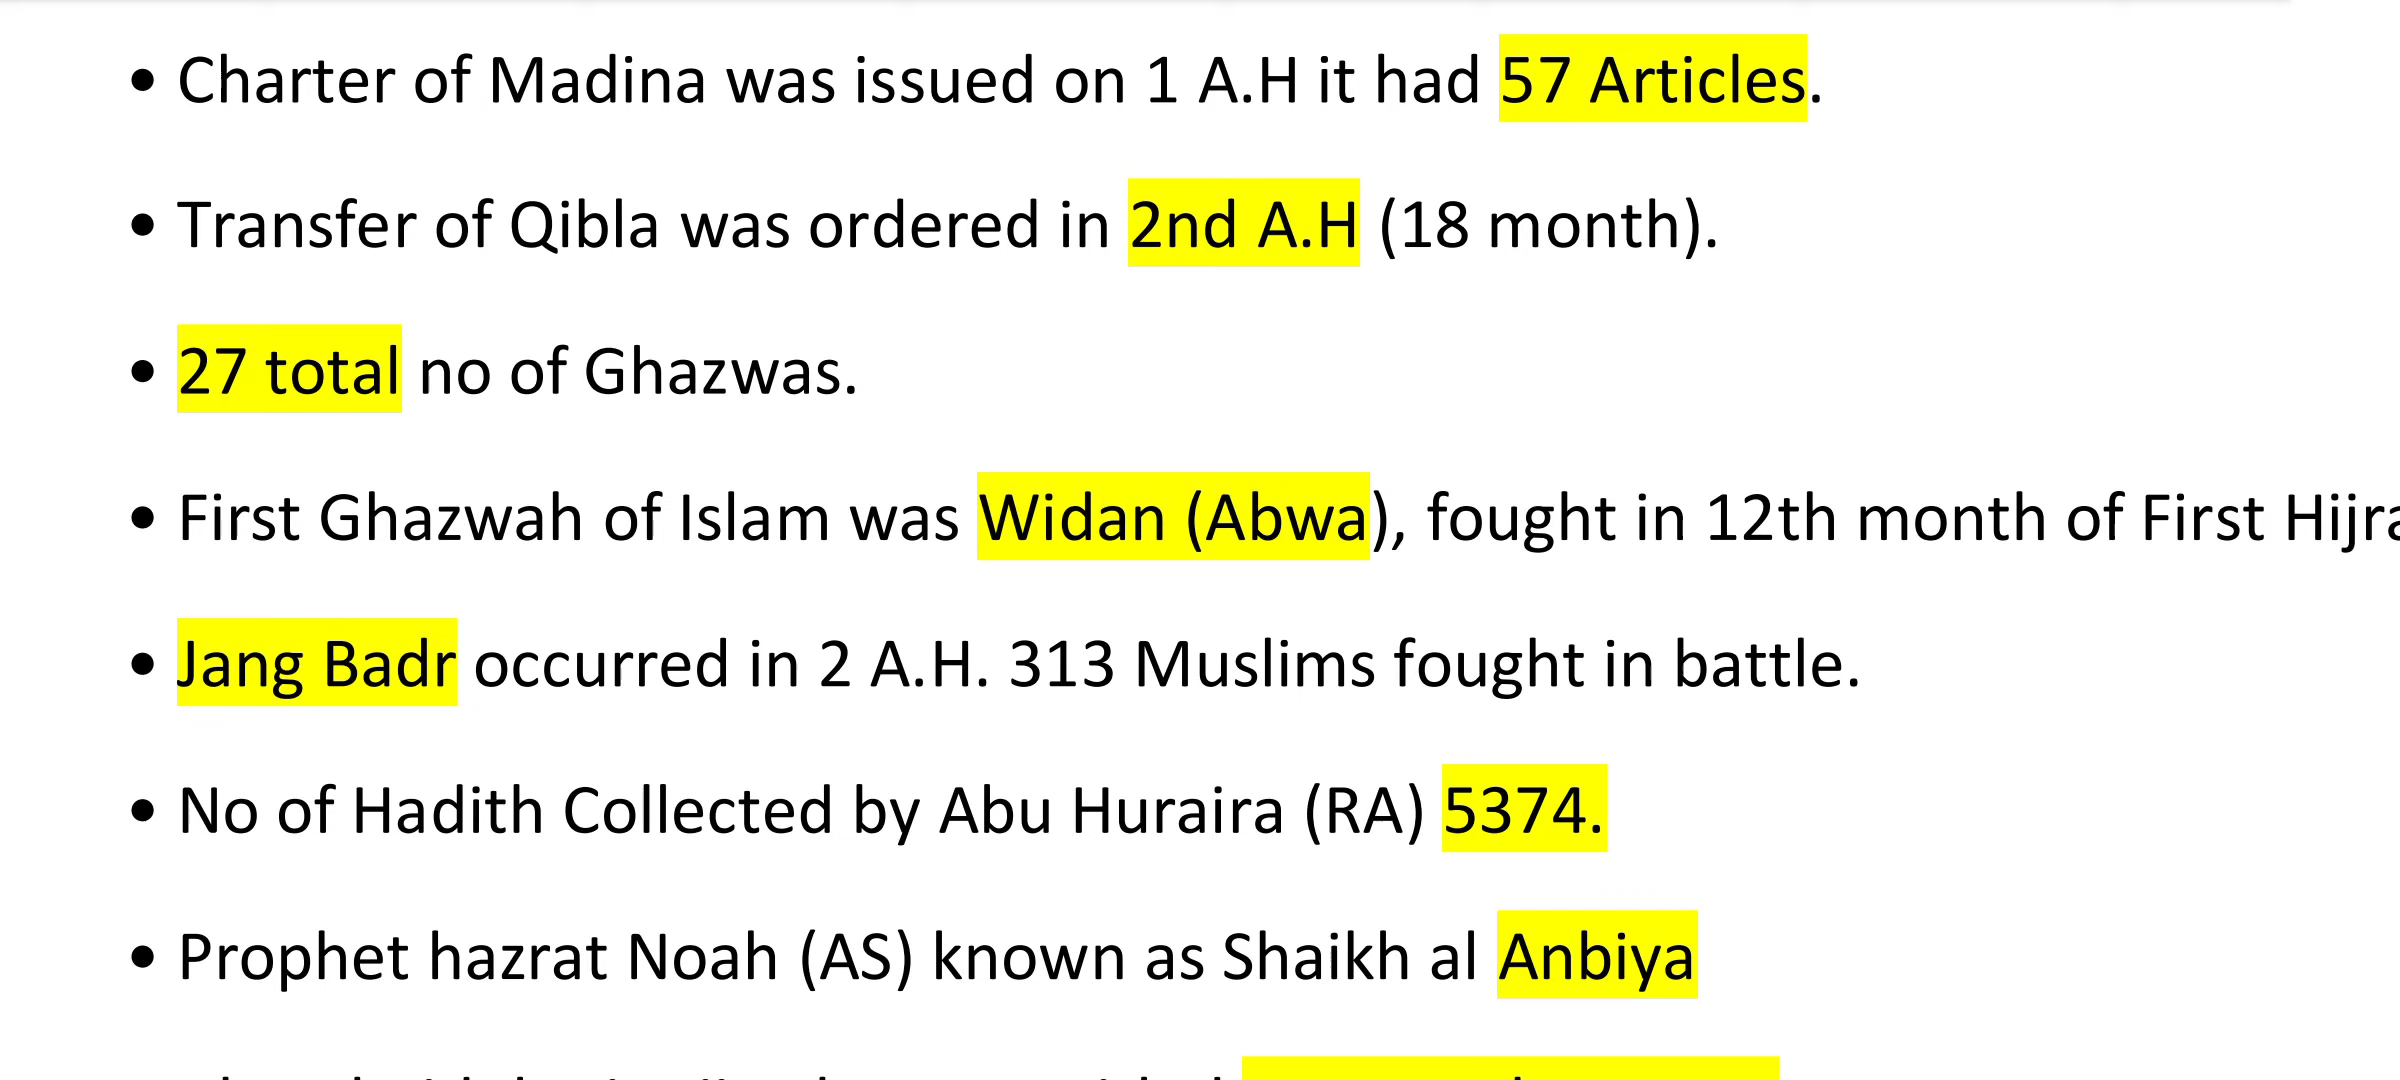 • Charter of Madina was issued on 1 A.H it had 57 Articles.
• Transfer of Qibla was ordered in 2nd A.H (18 month).
• 27 total no of Ghazwas.
• First Ghazwah of Islam was Widan (Abwa), fought in 12th month of First Hijra
• Jang Badr occurred in 2 A.H. 313 Muslims fought in battle.
• No of Hadith Collected by Abu Huraira (RA) 5374.
• Prophet hazrat Noah (AS) known as Shaikh al Anbiya